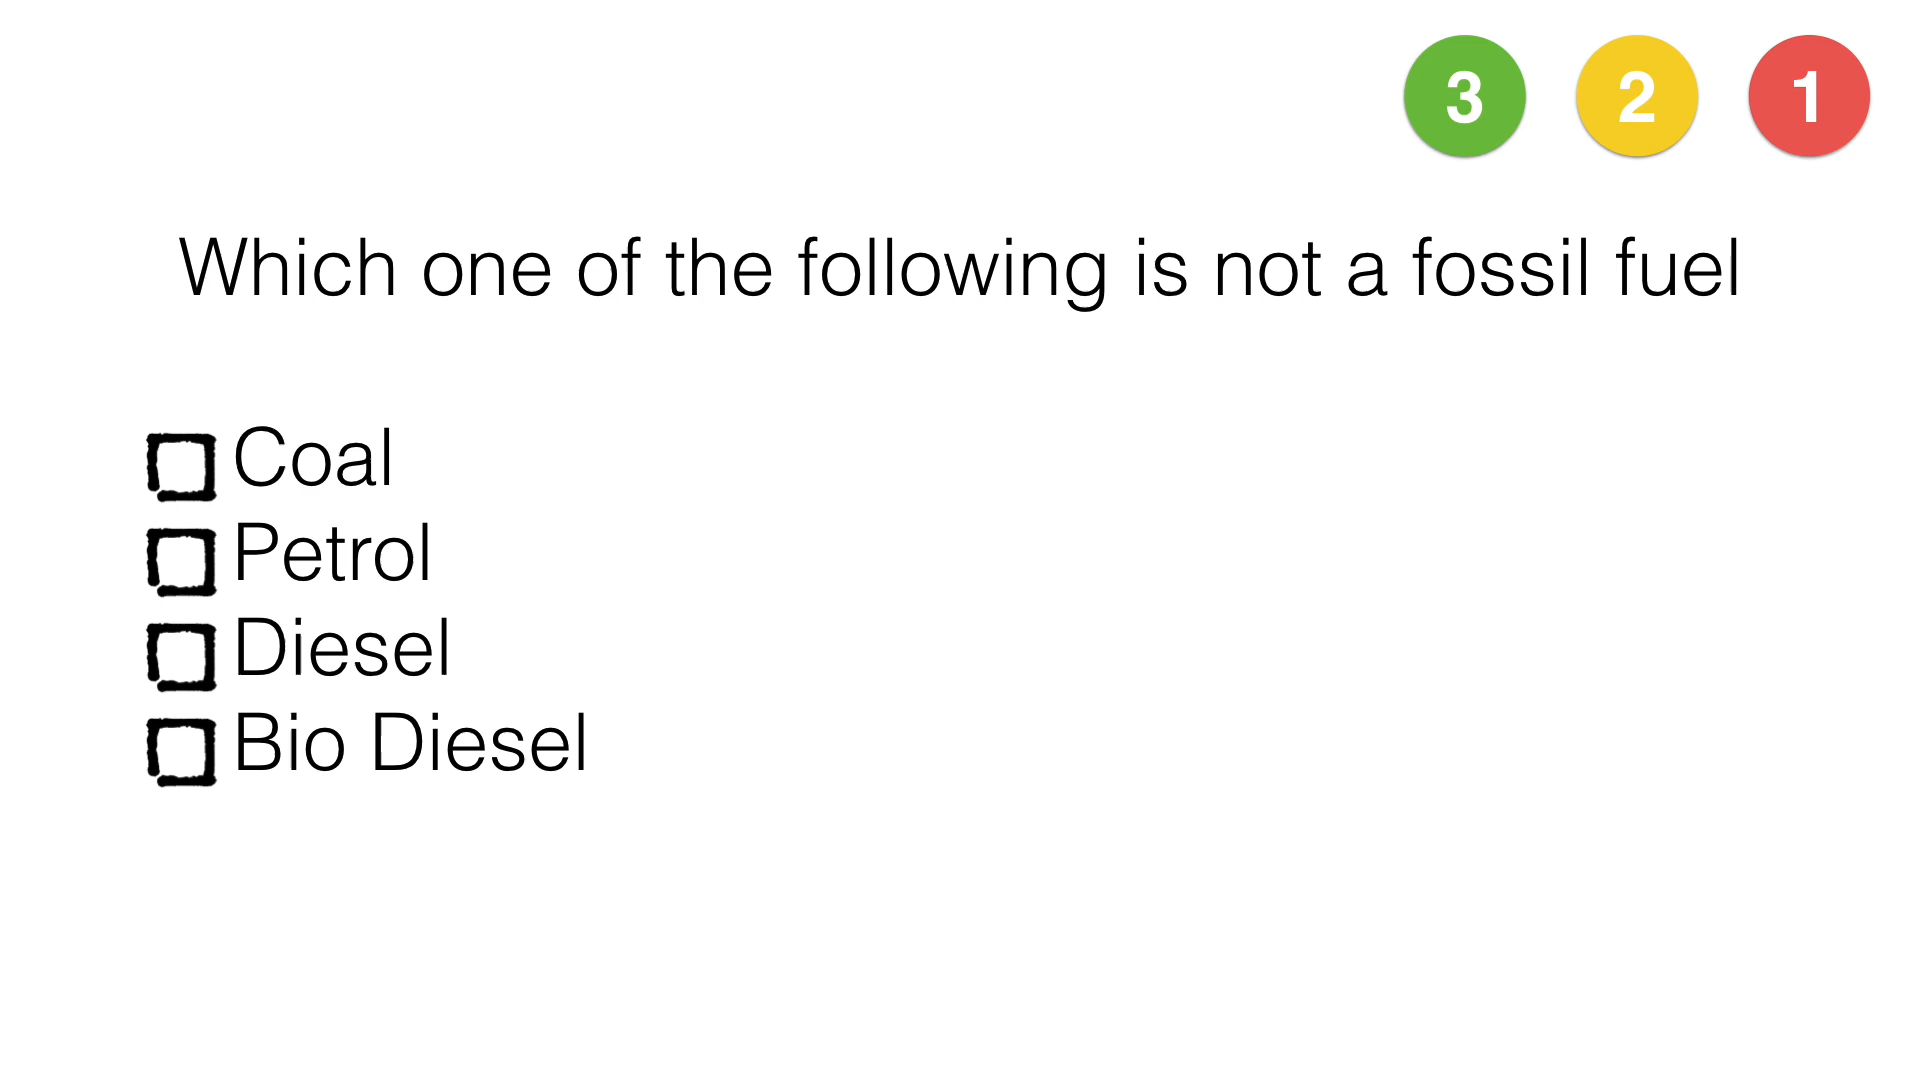 3 2 1
Which one of the following is not a fossil fuel
Coal
Petrol
Diesel
Bio Diesel